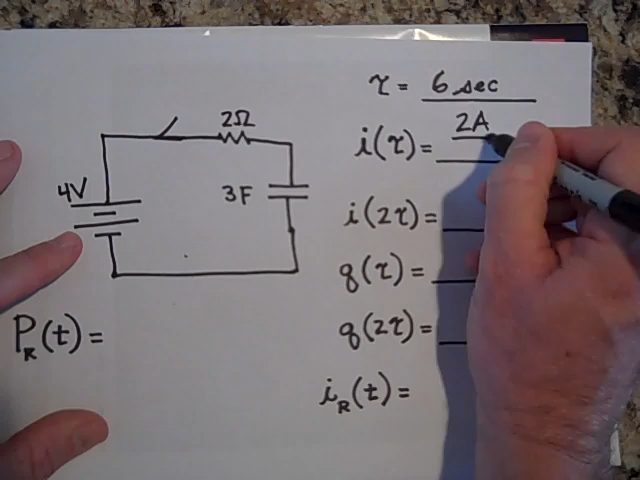 τ = 6 sec
2Ω
2A
i(τ) =
4V
3F
i(2τ) =
q(τ) =
P_R(t) =
q(2τ) =
i_R(t) =